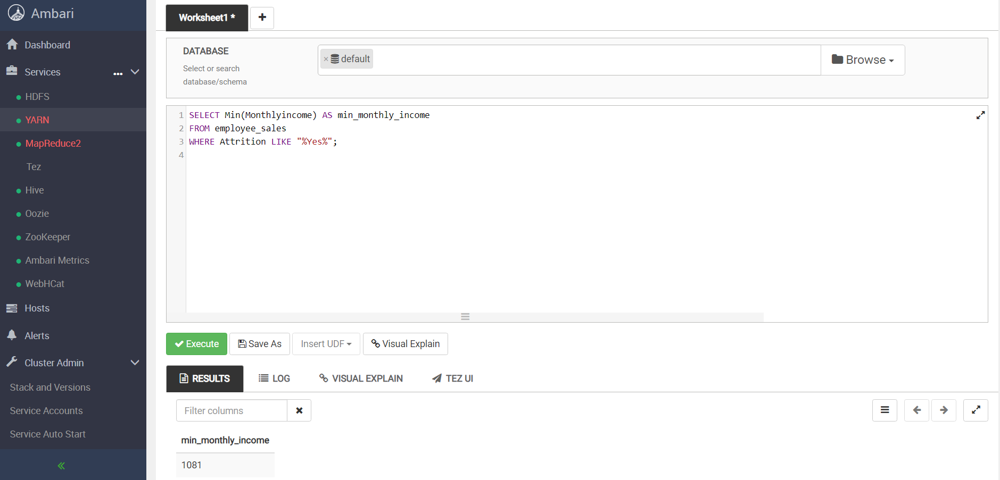 Ambari
Dashboard
Services
...
HDFS
YARN
MapReduce2
Tez
Hive
Oozie
ZooKeeper
Ambari Metrics
WebHCat
Hosts
Alerts
Cluster Admin
Stack and Versions
Service Accounts
Service Auto Start
«
Worksheet1 *
+
DATABASE
Select or search
database/schema
× default
Browse
1 SELECT Min(Monthlyincome) AS min_monthly_income
2 FROM employee_sales
3 WHERE Attrition LIKE "%Yes%";
4
Execute
Save As
Insert UDF
Visual Explain
RESULTS
LOG
VISUAL EXPLAIN
TEZ UI
Filter columns
min_monthly_income
1081